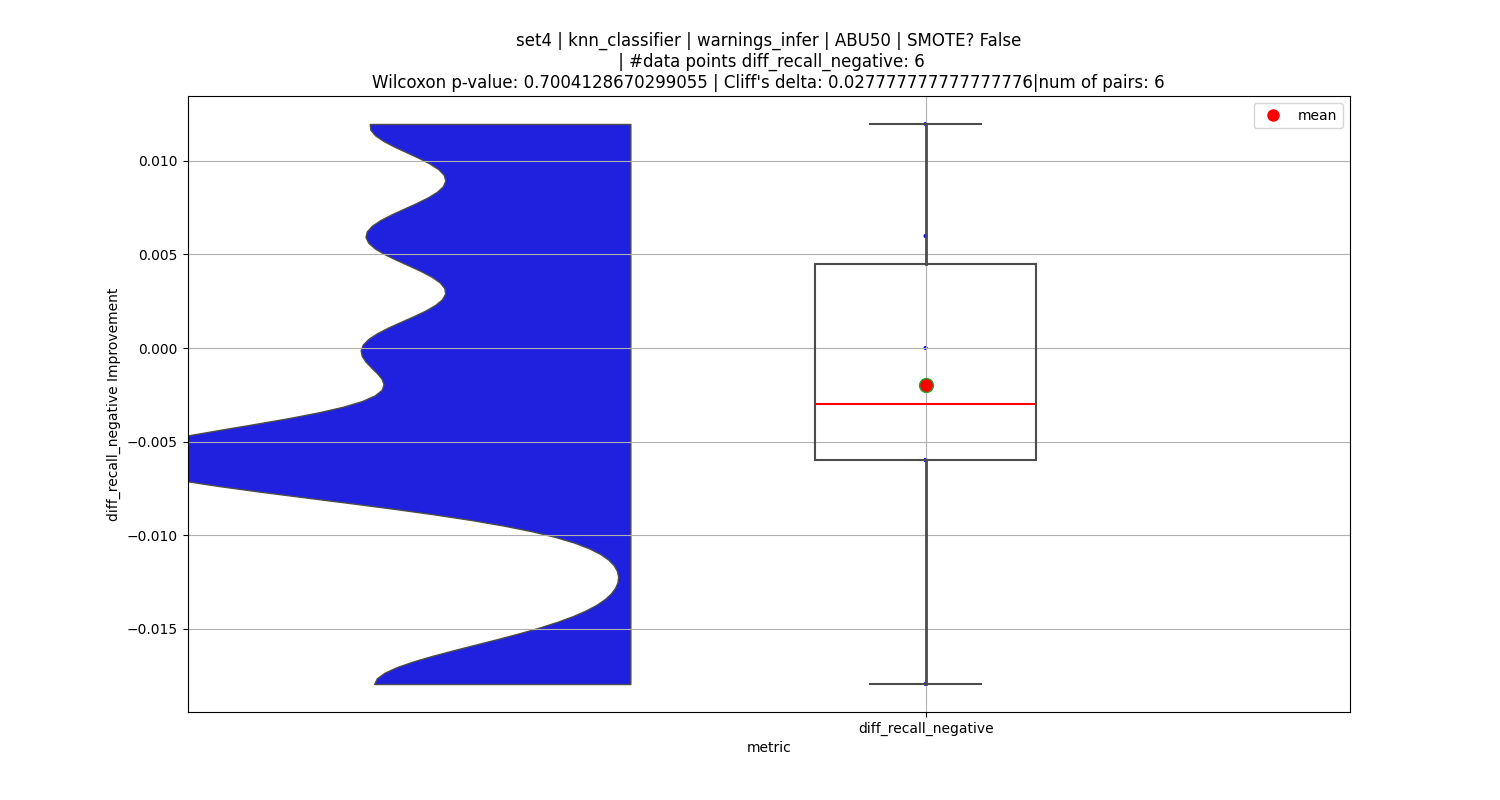 set4 | knn_classifier | warnings_infer | ABU50 | SMOTE? False
| #data points diff_recall_negative: 6
Wilcoxon p-value: 0.7004128670299055 | Cliff's delta: 0.027777777777777776|num of pairs: 6
mean
0.010
0.005
0.000
−0.005
−0.010
−0.015
diff_recall_negative Improvement
diff_recall_negative
metric